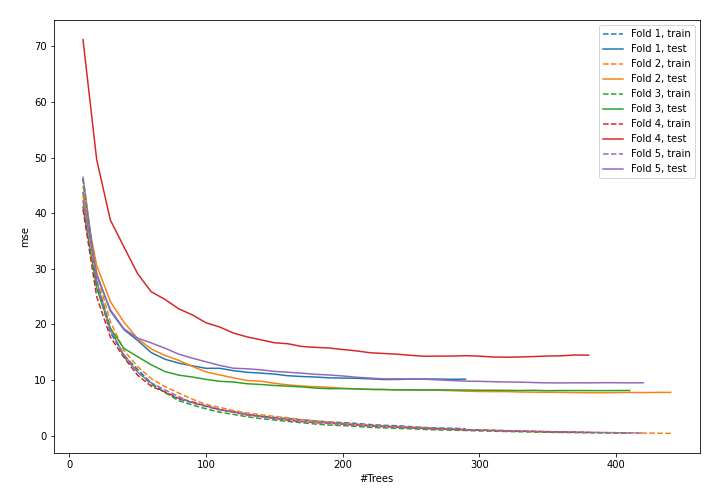 70
60
50
40
30
20
10
0
mse
0 100 200 300 400
#Trees
Fold 1, train
Fold 1, test
Fold 2, train
Fold 2, test
Fold 3, train
Fold 3, test
Fold 4, train
Fold 4, test
Fold 5, train
Fold 5, test